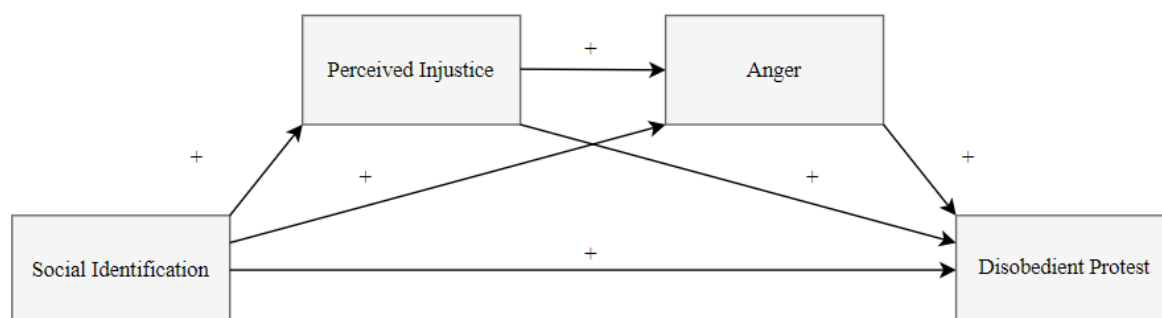 +
Perceived Injustice
Anger
+
+
+
+
Social Identification
+
Disobedient Protest